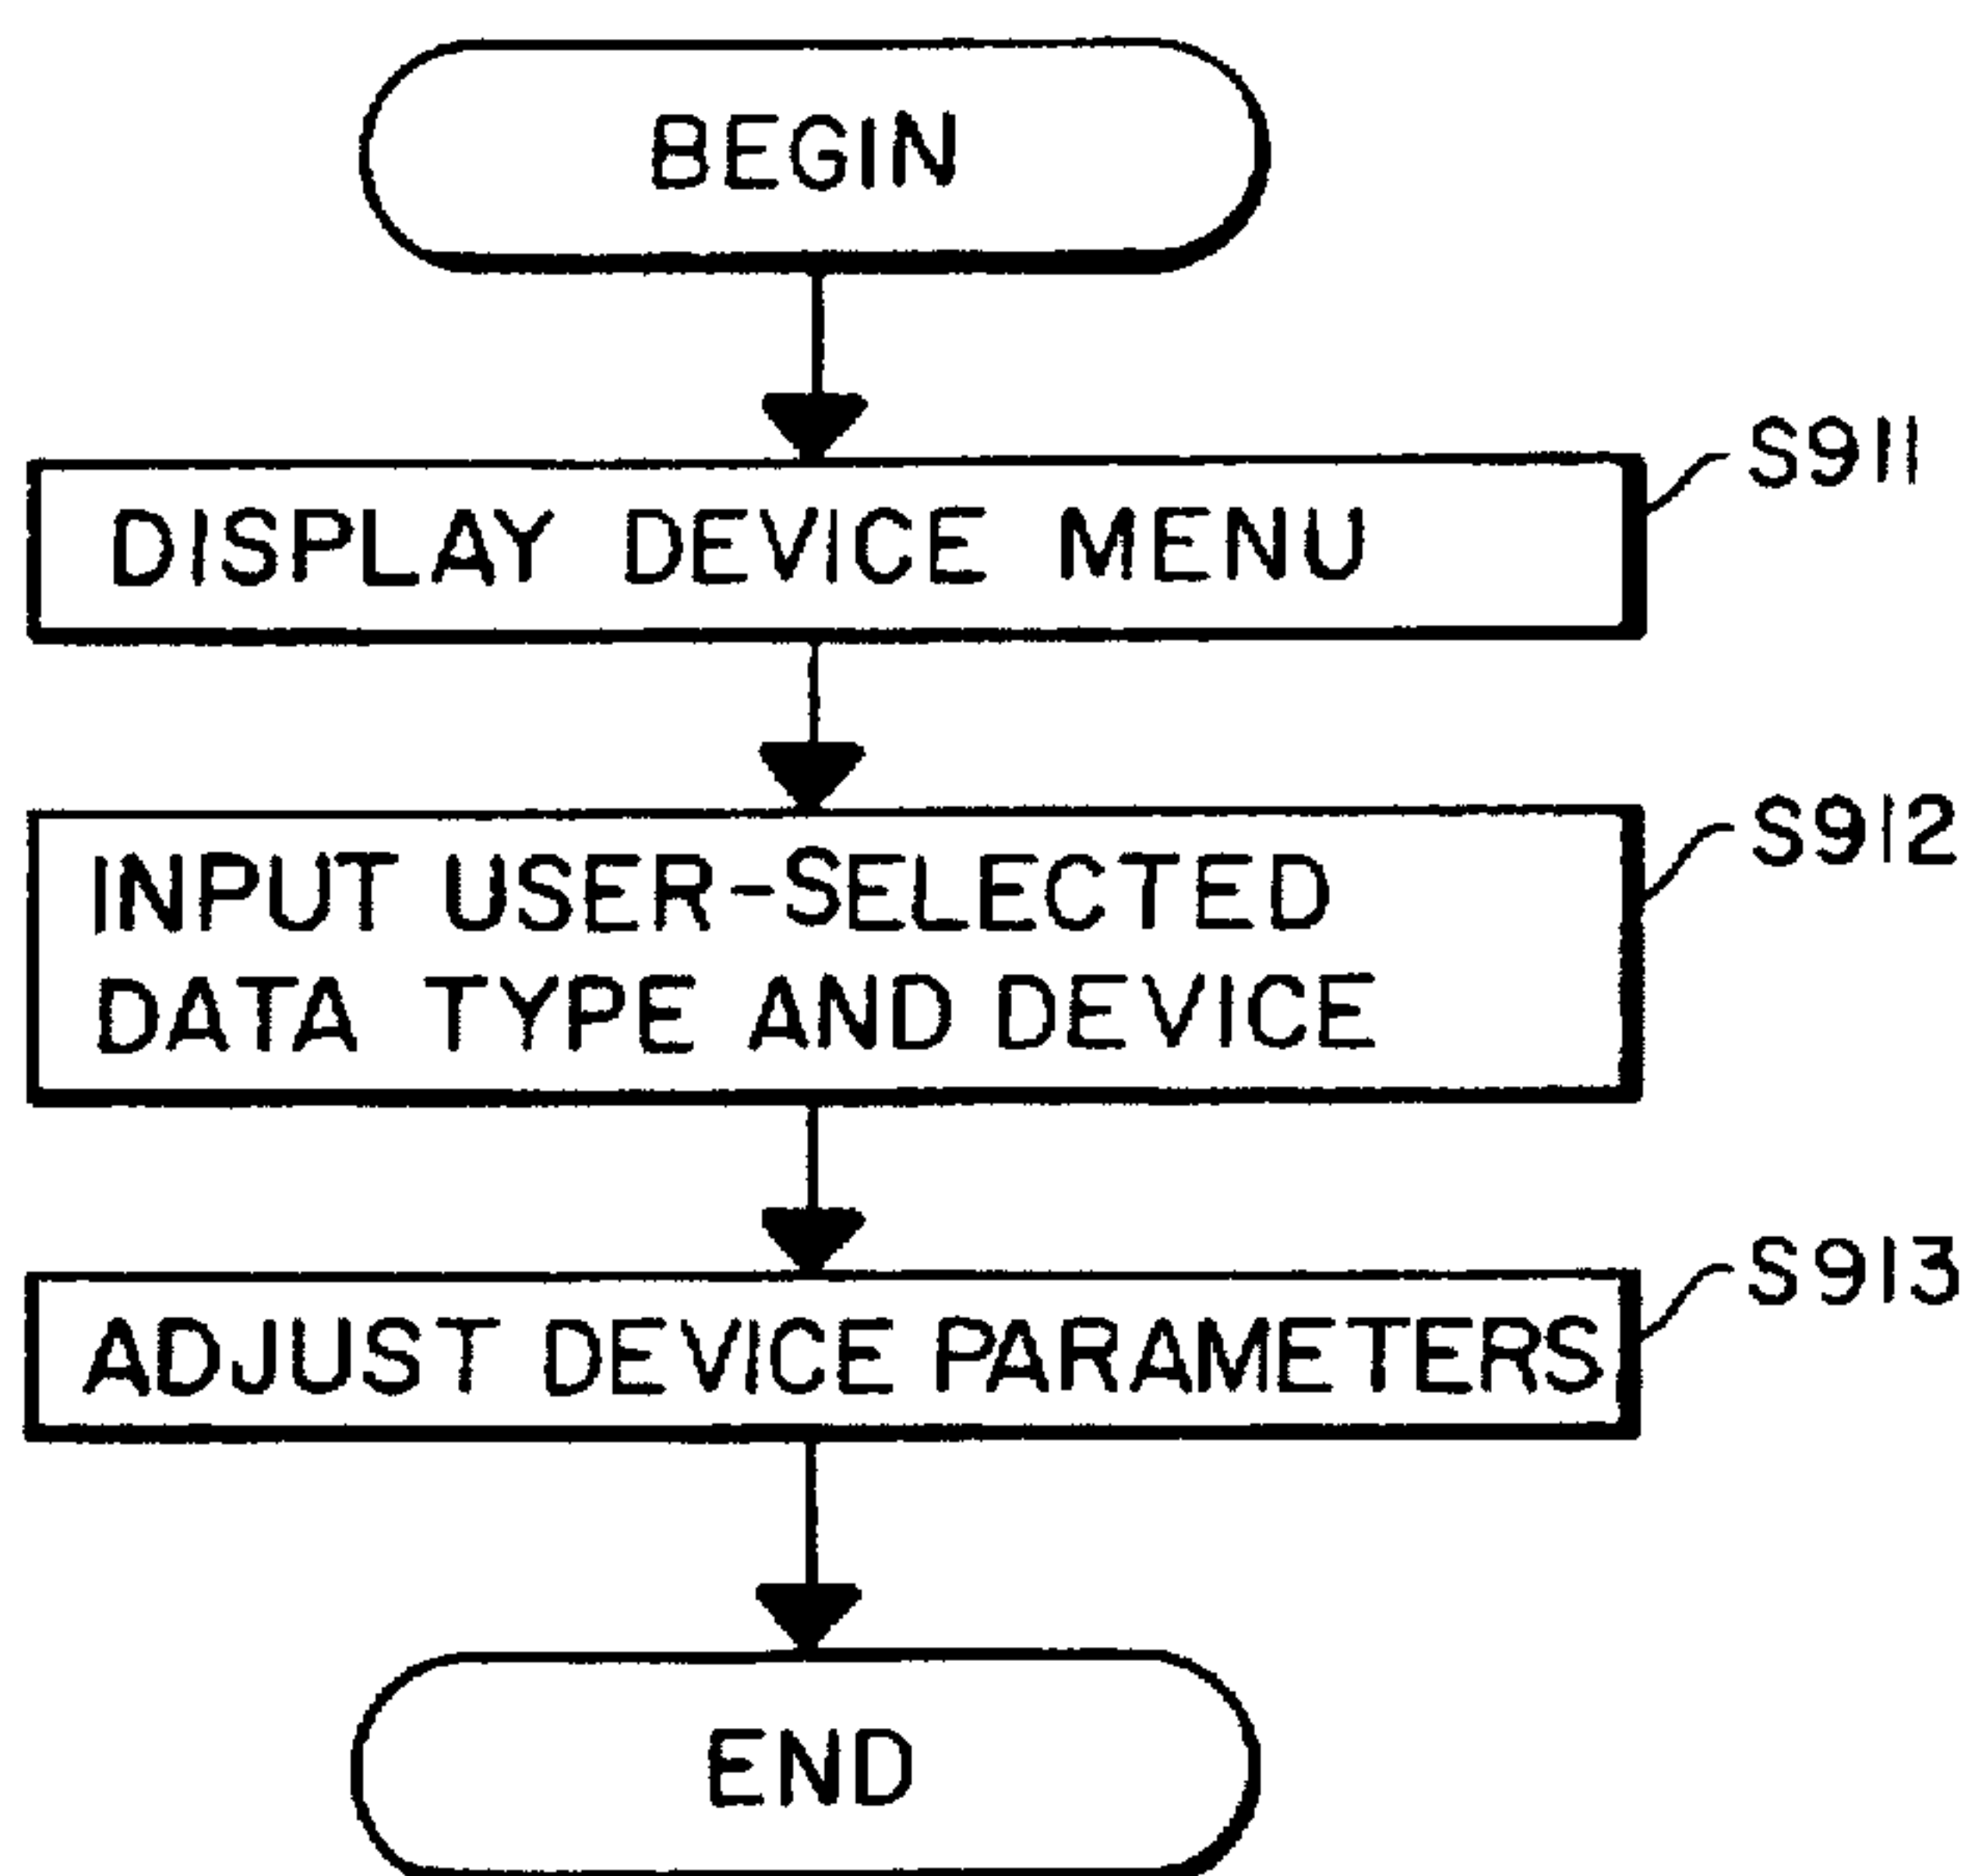 BEGIN
S911
DISPLAY DEVICE MENU
S912
INPUT USER-SELECTED
DATA TYPE AND DEVICE
S913
ADJUST DEVICE PARAMETERS
END